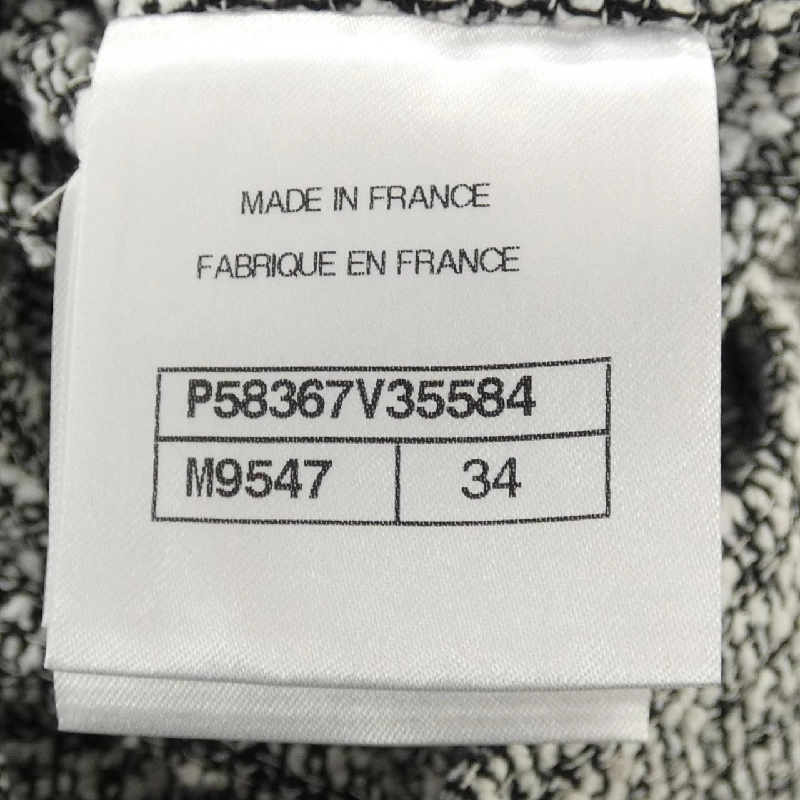 MADE IN FRANCE
FABRIQUE EN FRANCE
P58367V35584
M9547 34